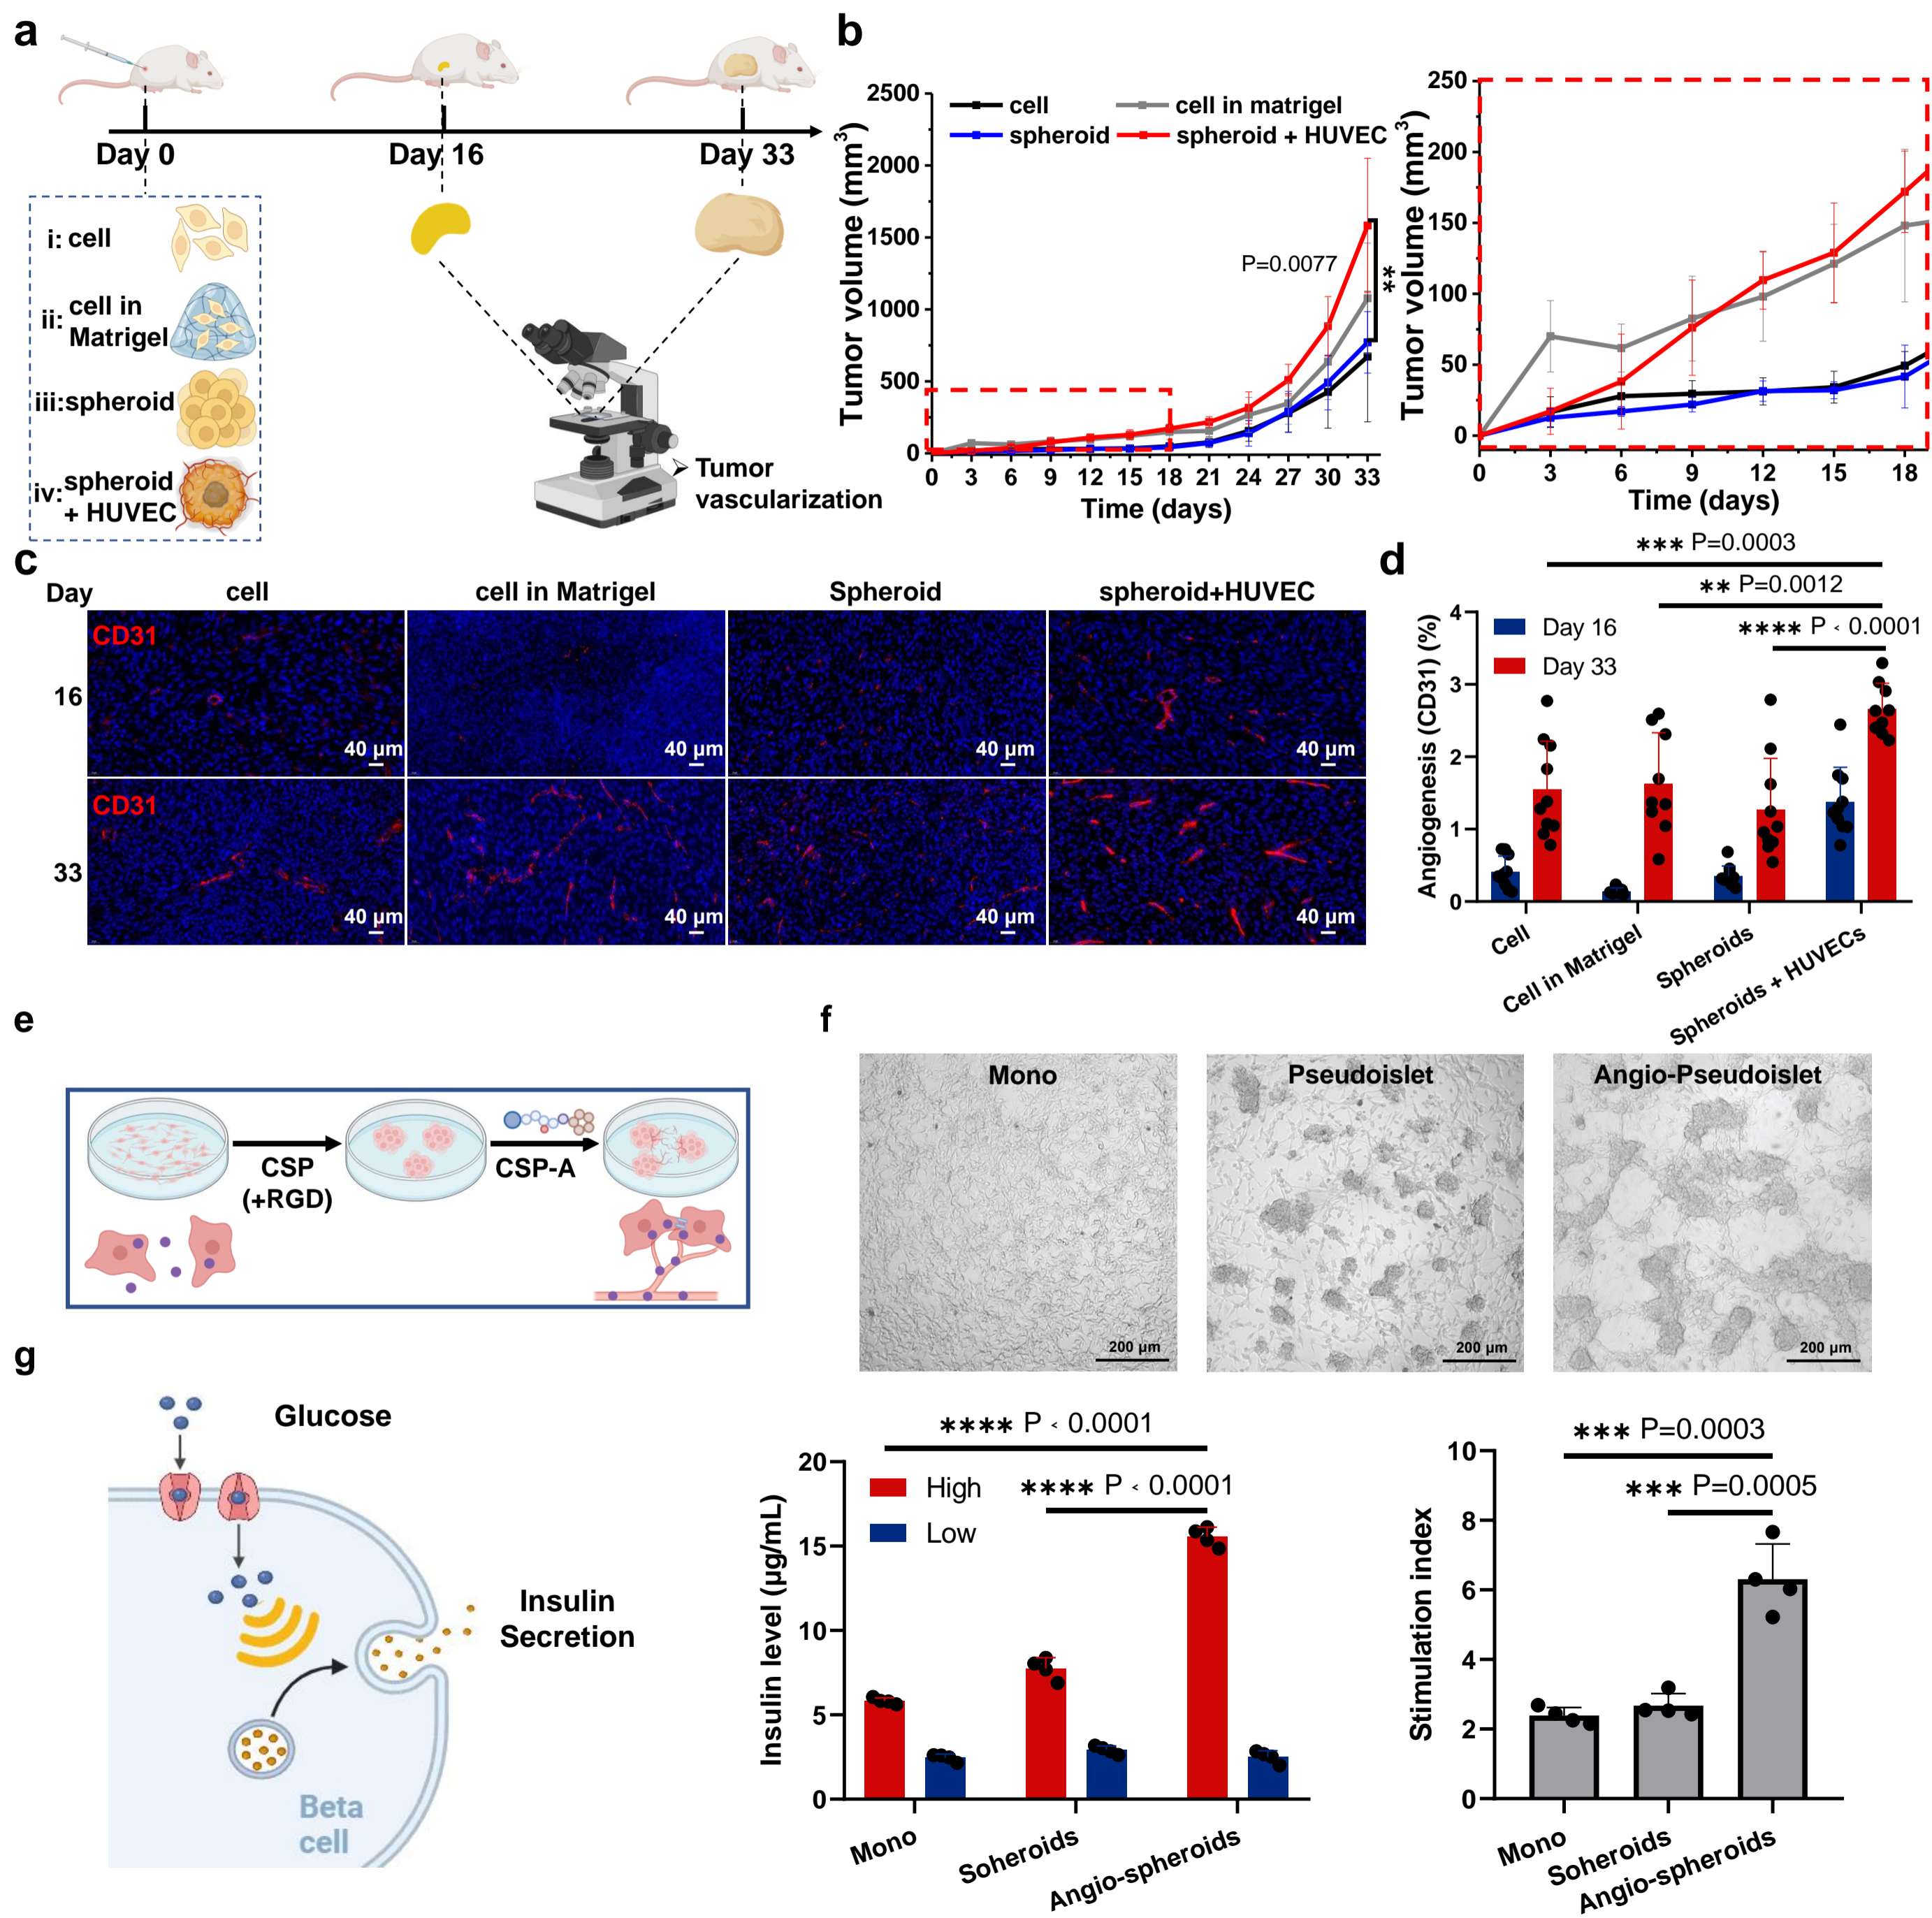 a
Day 0
Day 16
Day 33
i: cell
ii: cell in
Matrigel
iii:spheroid
iv: spheroid
+ HUVEC
➢ Tumor
vascularization
b
Tumor volume (mm3)
2500
2000
1500
1000
500
0
cell
cell in matrigel
spheroid
spheroid + HUVEC
P=0.0077
**
0 3 6 9 12 15 18 21 24 27 30 33
Time (days)
Tumor volume (mm3)
250
200
150
100
50
0
0 3 6 9 12 15 18
Time (days)
c
Day
cell
cell in Matrigel
Spheroid
spheroid+HUVEC
16
CD31
40 µm
40 µm
40 µm
40 µm
33
CD31
40 µm
40 µm
40 µm
40 µm
d
*** P=0.0003
** P=0.0012
**** P < 0.0001
Day 16
Day 33
Angiogenesis (CD31) (%)
4
3
2
1
0
Cell
Cell in Matrigel
Spheroids
Spheroids + HUVECs
e
CSP
(+RGD)
CSP-A
f
Mono
Pseudoislet
Angio-Pseudoislet
200 µm
200 µm
200 µm
g
Glucose
Insulin
Secretion
Beta
cell
**** P < 0.0001
**** P < 0.0001
High
Low
Insulin level (µg/mL)
20
15
10
5
0
Mono
Soheroids
Angio-spheroids
*** P=0.0003
*** P=0.0005
Stimulation index
10
8
6
4
2
0
Mono
Soheroids
Angio-spheroids